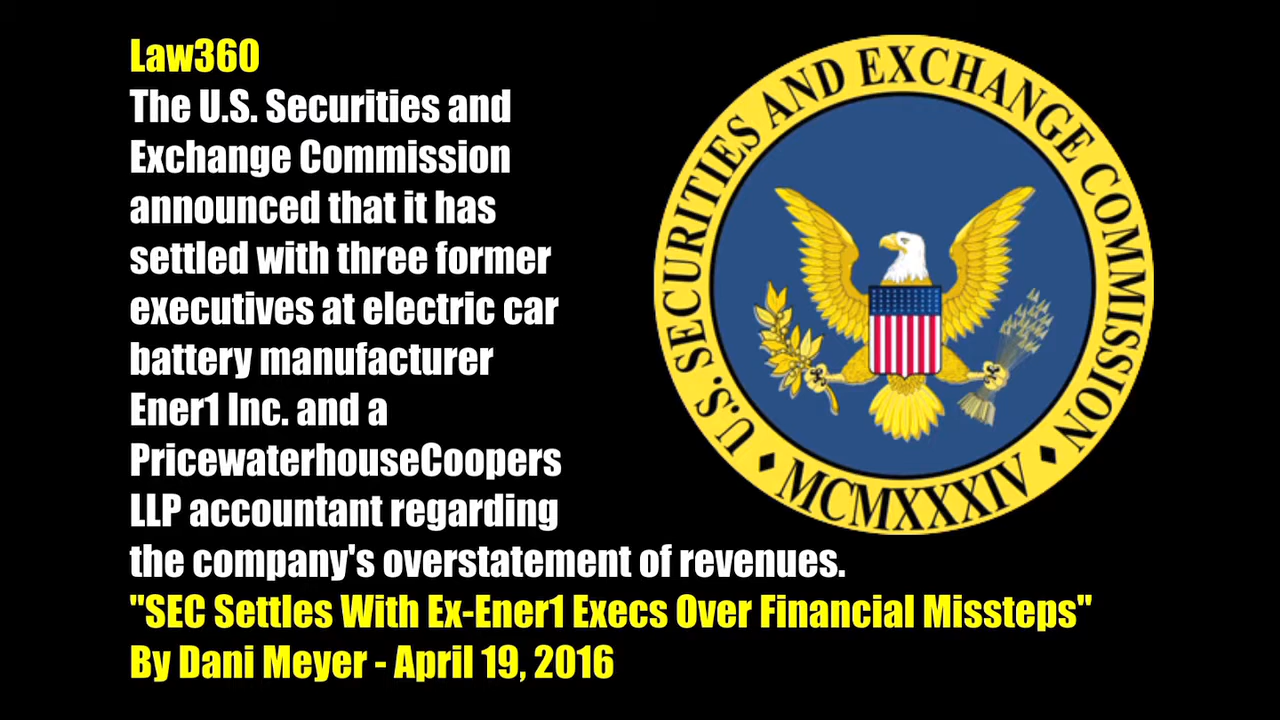 Law360
The U.S. Securities and
Exchange Commission
announced that it has
settled with three former
executives at electric car
battery manufacturer
Ener1 Inc. and a
PricewaterhouseCoopers
LLP accountant regarding
the company's overstatement of revenues.
"SEC Settles With Ex-Ener1 Execs Over Financial Missteps"
By Dani Meyer - April 19, 2016
U.S. SECURITIES AND EXCHANGE COMMISSION
MCMXXXIV